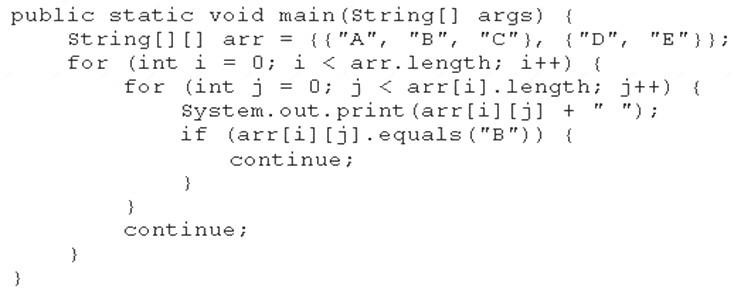 public static void main(String[] args) {
    String[][] arr = {{"A", "B", "C"}, {"D", "E"}};
    for (int i = 0; i < arr.length; i++) {
        for (int j = 0; j < arr[i].length; j++) {
            System.out.print(arr[i][j] + " ");
            if (arr[i][j].equals("B")) {
                continue;
            }
        }
        continue;
    }
}